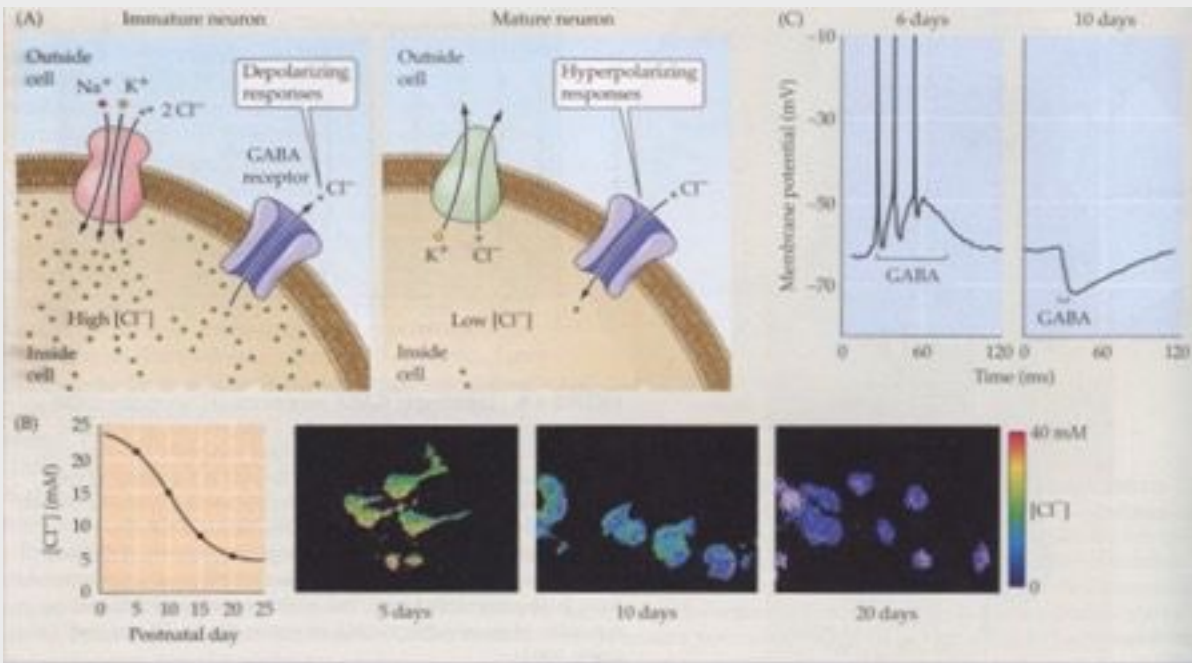 (A) Immature neuron
Outside
cell
Na⁺ K⁺
2 Cl⁻
Depolarizing
responses
GABA
receptor
Cl⁻
High [Cl⁻]
Inside
cell
Mature neuron
Outside
cell
Hyperpolarizing
responses
Cl⁻
K⁺ Cl⁻
Low [Cl⁻]
Inside
cell
(C) 6 days 10 days
Membrane potential (mV)
-10
-30
-50
-70
GABA
GABA
0 60 120 0 60 120
Time (ms)
(B)
[Cl⁻] (mM)
25
20
15
10
5
0
0 5 10 15 20 25
Postnatal day
5 days
10 days
20 days
40 mM
[Cl⁻]
0